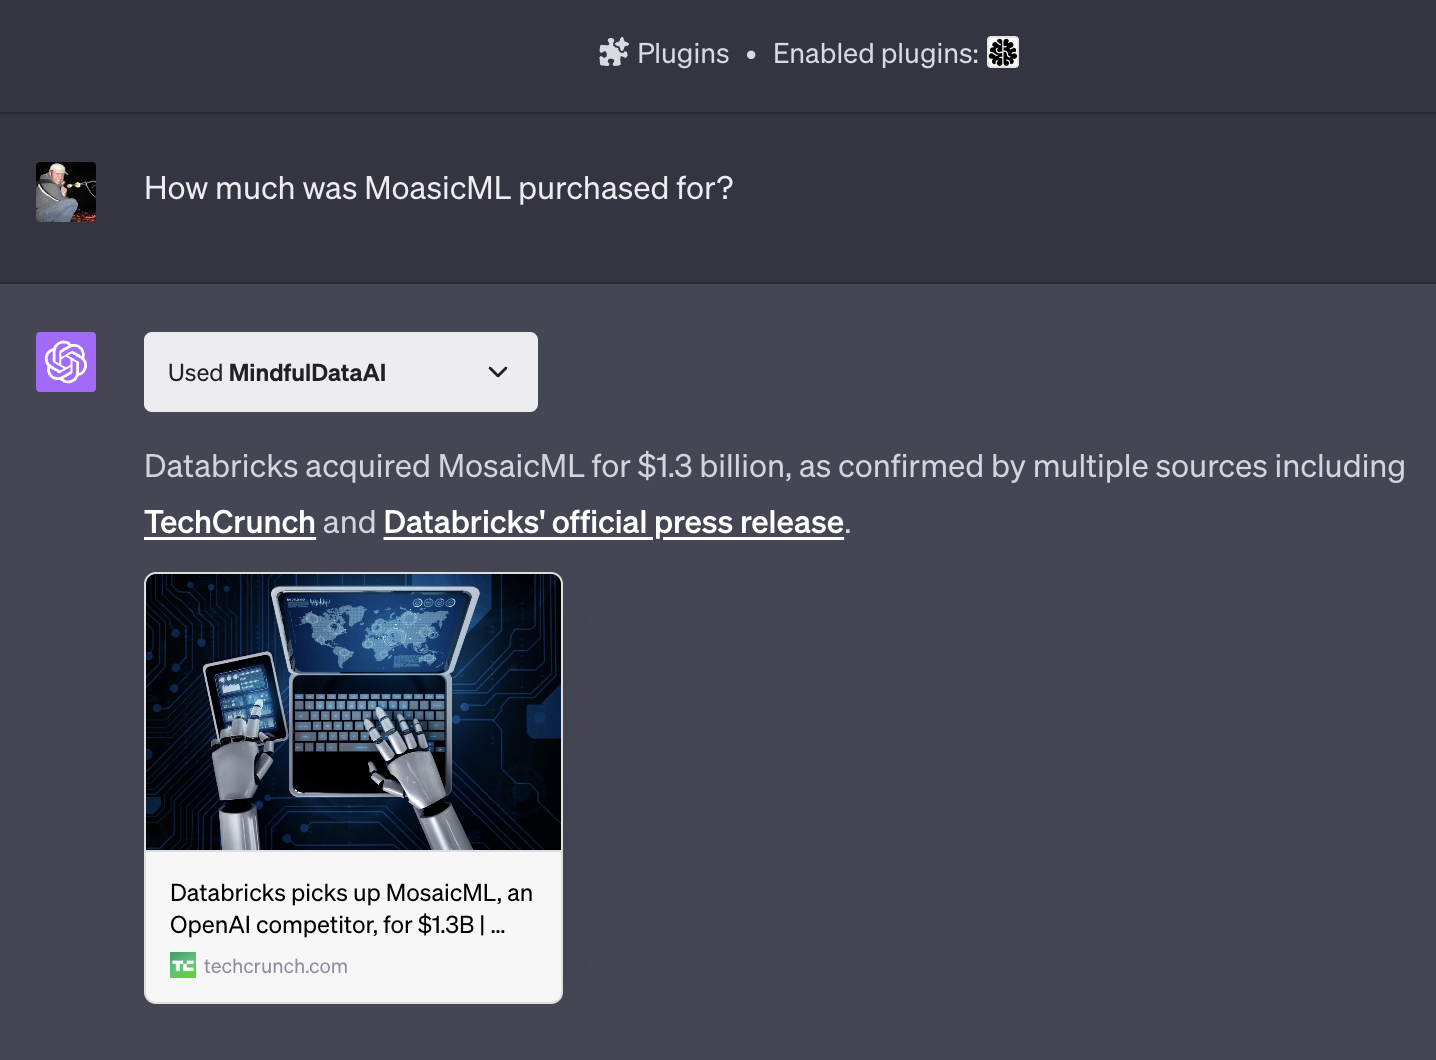 Plugins • Enabled plugins:
How much was MoasicML purchased for?
Used MindfulDataAI
Databricks acquired MosaicML for $1.3 billion, as confirmed by multiple sources including
TechCrunch and Databricks' official press release.
Databricks picks up MosaicML, an
OpenAI competitor, for $1.3B | ...
TC techcrunch.com